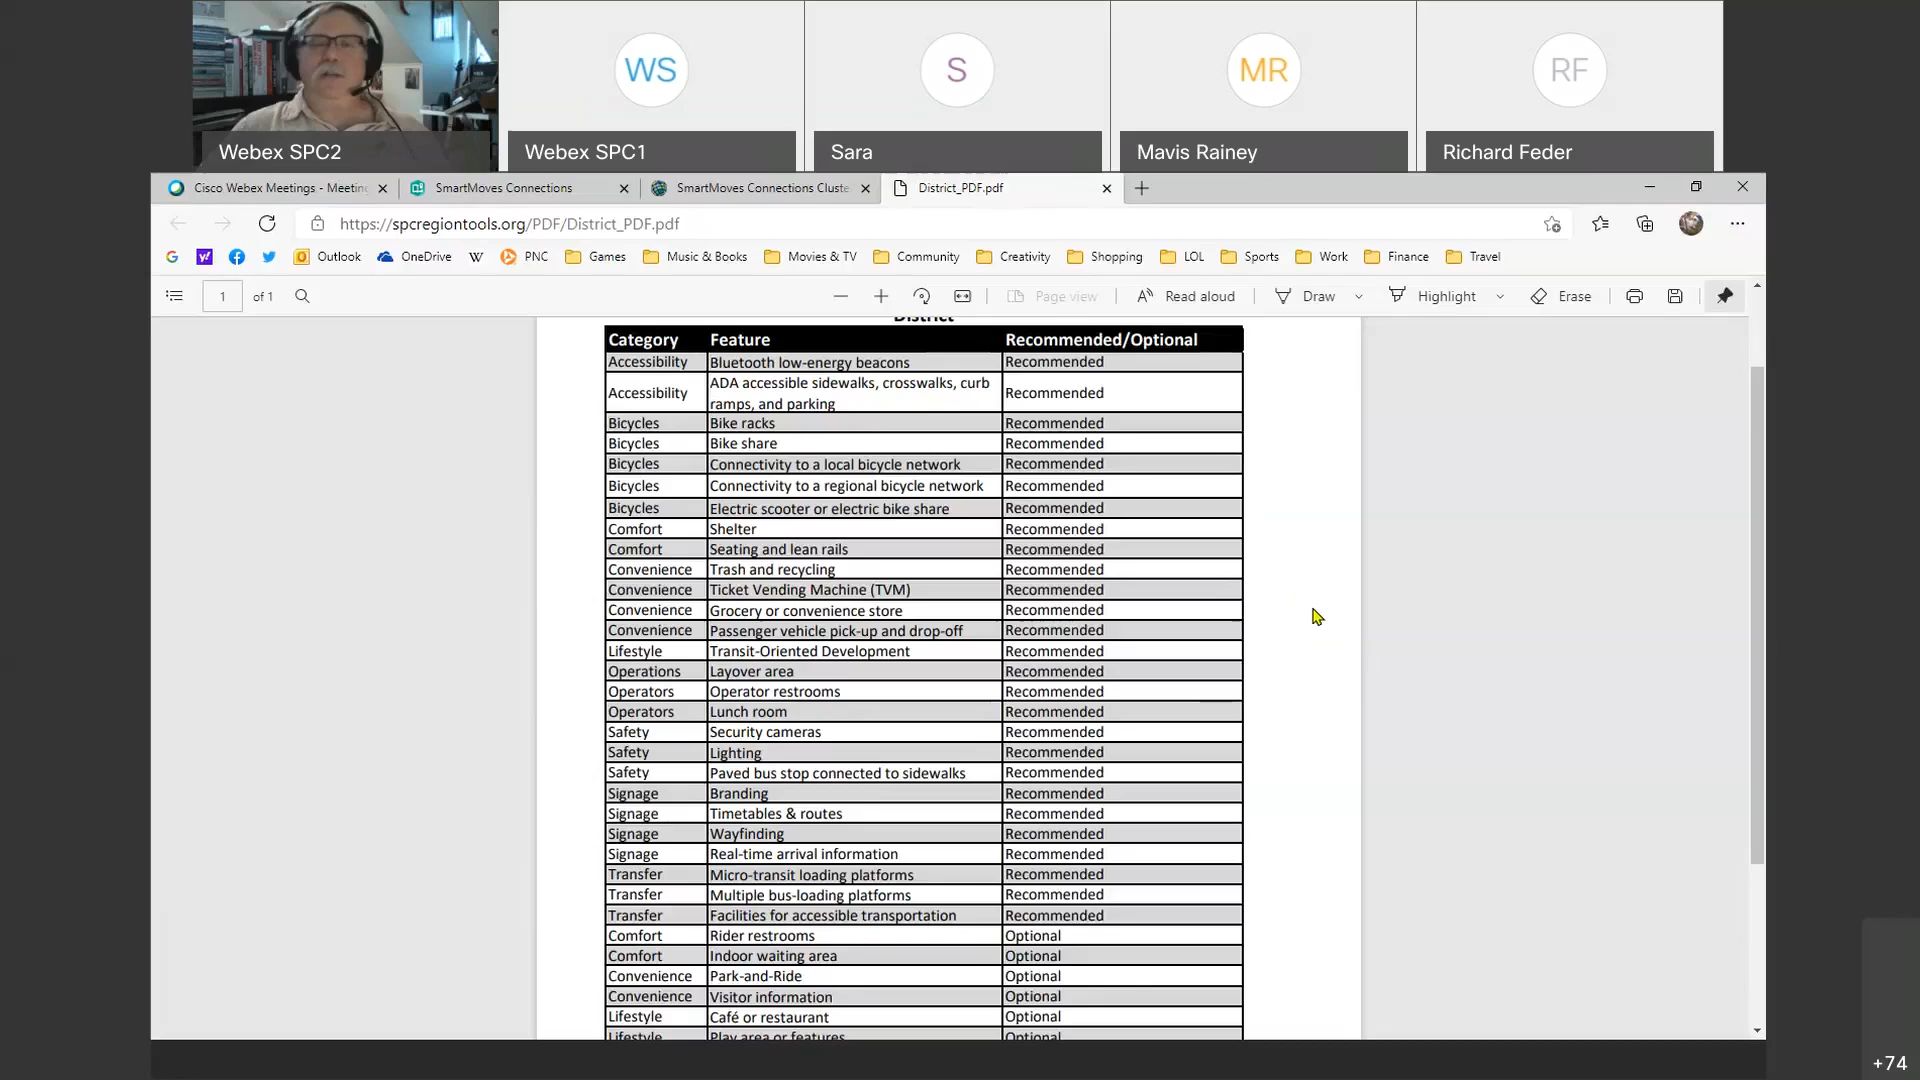 WS
S
MR
RF
Webex SPC2
Webex SPC1
Sara
Mavis Rainey
Richard Feder
Cisco Webex Meetings - Meetin
SmartMoves Connections
SmartMoves Connections Cluste
District_PDF.pdf
https://spcregiontools.org/PDF/District_PDF.pdf
G y! Outlook OneDrive W PNC Games Music & Books Movies & TV Community Creativity Shopping LOL Sports Work Finance Travel
1 of 1 Page view Read aloud Draw Highlight Erase
District
Category Feature Recommended/Optional
Accessibility Bluetooth low-energy beacons Recommended
Accessibility ADA accessible sidewalks, crosswalks, curb
ramps, and parking Recommended
Bicycles Bike racks Recommended
Bicycles Bike share Recommended
Bicycles Connectivity to a local bicycle network Recommended
Bicycles Connectivity to a regional bicycle network Recommended
Bicycles Electric scooter or electric bike share Recommended
Comfort Shelter Recommended
Comfort Seating and lean rails Recommended
Convenience Trash and recycling Recommended
Convenience Ticket Vending Machine (TVM) Recommended
Convenience Grocery or convenience store Recommended
Convenience Passenger vehicle pick-up and drop-off Recommended
Lifestyle Transit-Oriented Development Recommended
Operations Layover area Recommended
Operators Operator restrooms Recommended
Operators Lunch room Recommended
Safety Security cameras Recommended
Safety Lighting Recommended
Safety Paved bus stop connected to sidewalks Recommended
Signage Branding Recommended
Signage Timetables & routes Recommended
Signage Wayfinding Recommended
Signage Real-time arrival information Recommended
Transfer Micro-transit loading platforms Recommended
Transfer Multiple bus-loading platforms Recommended
Transfer Facilities for accessible transportation Recommended
Comfort Rider restrooms Optional
Comfort Indoor waiting area Optional
Convenience Park-and-Ride Optional
Convenience Visitor information Optional
Lifestyle Café or restaurant Optional
Lifestyle Play area or features Optional
+74